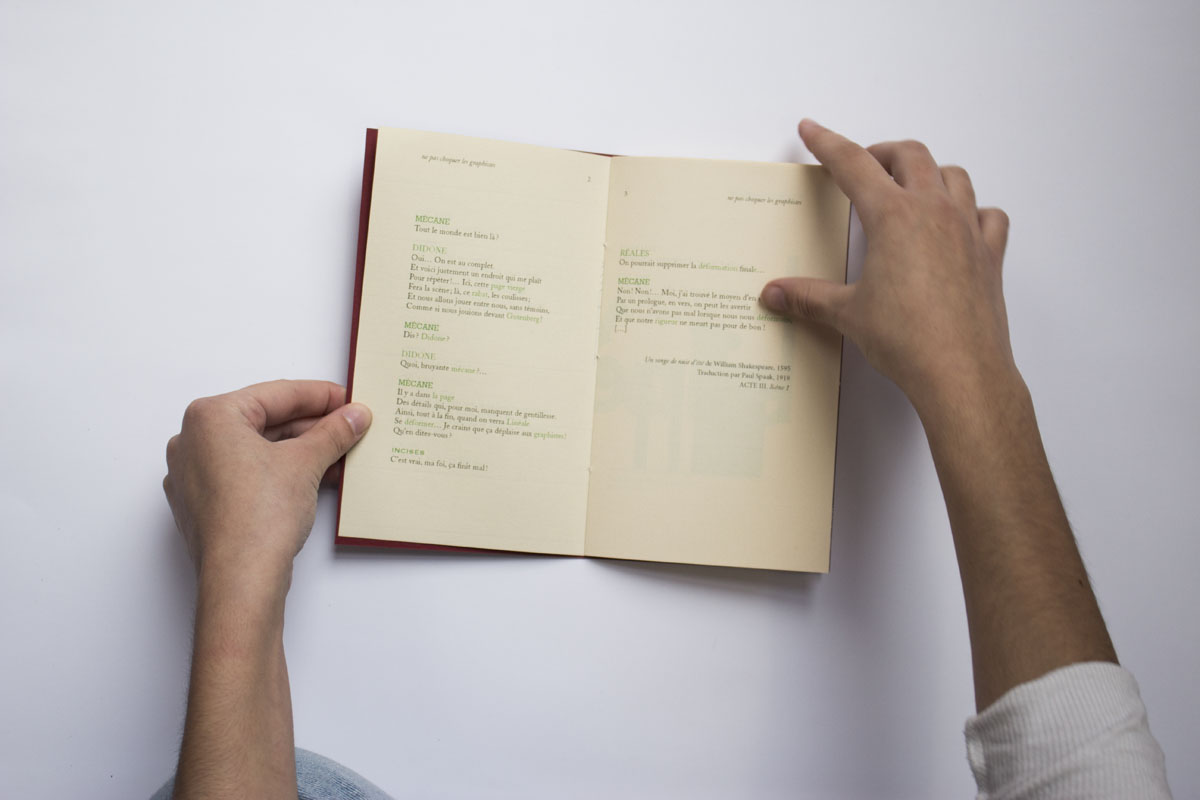 ne pas choquer les graphistes
2
MÉCANE
Tout le monde est bien là ?
DIDONE
Oui… On est au complet.
Et voici justement un endroit qui me plaît
Pour répéter !… Ici, cette page vierge
Fera la scène ; là, ce rabat, les coulisses ;
Et nous allons jouer entre nous, sans témoins,
Comme si nous jouions devant Gutenberg !
MÉCANE
Dis ? Didone ?
DIDONE
Quoi, bruyante mécane ?…
MÉCANE
Il y a dans la page
Des détails qui, pour moi, manquent de gentillesse.
Ainsi, tout à la fin, quand on verra Linéale
Se déformer… Je crains que ça déplaise aux graphistes !
Qu'en dites-vous ?
INCISES
C'est vrai, ma foi, ça finit mal !
3
ne pas choquer les graphistes
RÉALES
On pourrait supprimer la déformation finale…
MÉCANE
Non ! Non !… Moi, j'ai trouvé le moyen d'en
Par un prologue, en vers, on peut les avertir
Que nous n'avons pas mal lorsque nous nous
Et que notre ne meurt pas pour de bon !
[…]
Un songe de nuit d'été de William Shakespeare, 1595
Traduction par Paul Spaak, 1919
ACTE III, Scène I